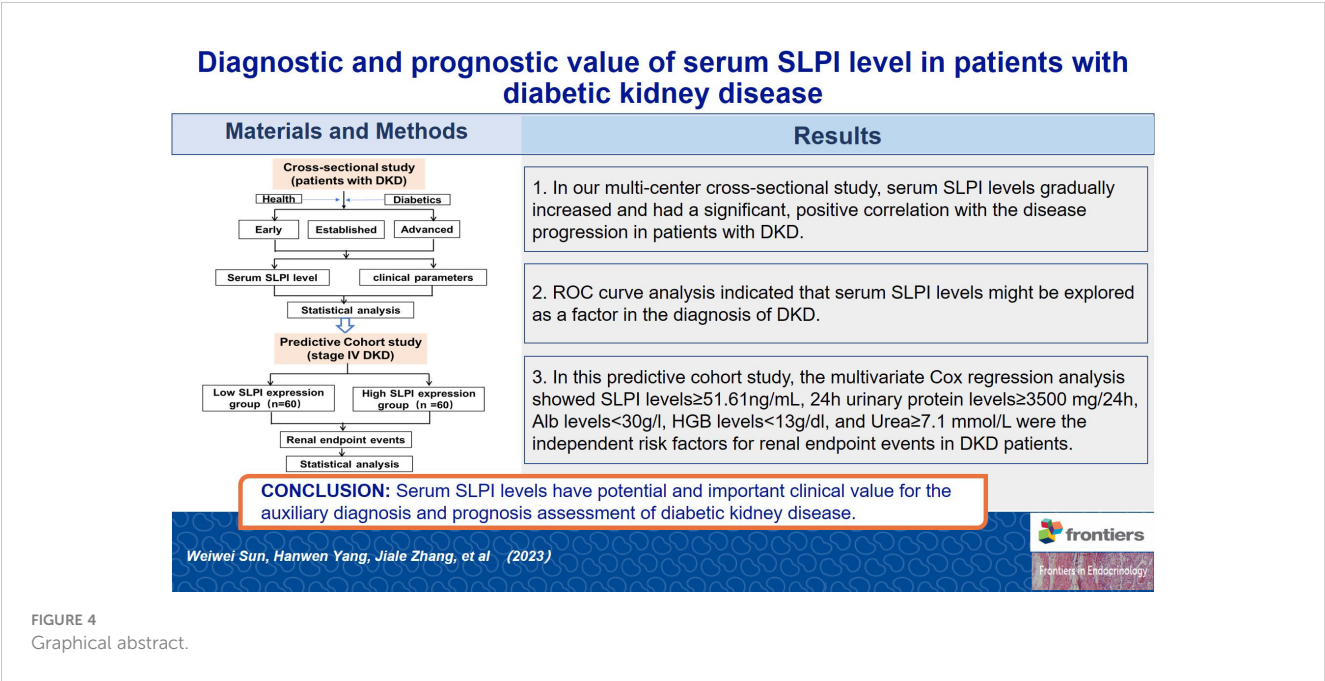 Diagnostic and prognostic value of serum SLPI level in patients with
diabetic kidney disease
Materials and Methods
Cross-sectional study
(patients with DKD)
Health
Diabetics
Early
Established
Advanced
Serum SLPI level
clinical parameters
Statistical analysis
Predictive Cohort study
(stage IV DKD)
Low SLPI expression
group (n=60)
High SLPI expression
group (n =60)
Renal endpoint events
Statistical analysis
Results
1. In our multi-center cross-sectional study, serum SLPI levels gradually
increased and had a significant, positive correlation with the disease
progression in patients with DKD.
2. ROC curve analysis indicated that serum SLPI levels might be explored
as a factor in the diagnosis of DKD.
3. In this predictive cohort study, the multivariate Cox regression analysis
showed SLPI levels≥51.61ng/mL, 24h urinary protein levels≥3500 mg/24h,
Alb levels<30g/l, HGB levels<13g/dl, and Urea≥7.1 mmol/L were the
independent risk factors for renal endpoint events in DKD patients.
CONCLUSION: Serum SLPI levels have potential and important clinical value for the
auxiliary diagnosis and prognosis assessment of diabetic kidney disease.
Weiwei Sun, Hanwen Yang, Jiale Zhang, et al （2023）
frontiers
Frontiers in Endocrinology
FIGURE 4
Graphical abstract.